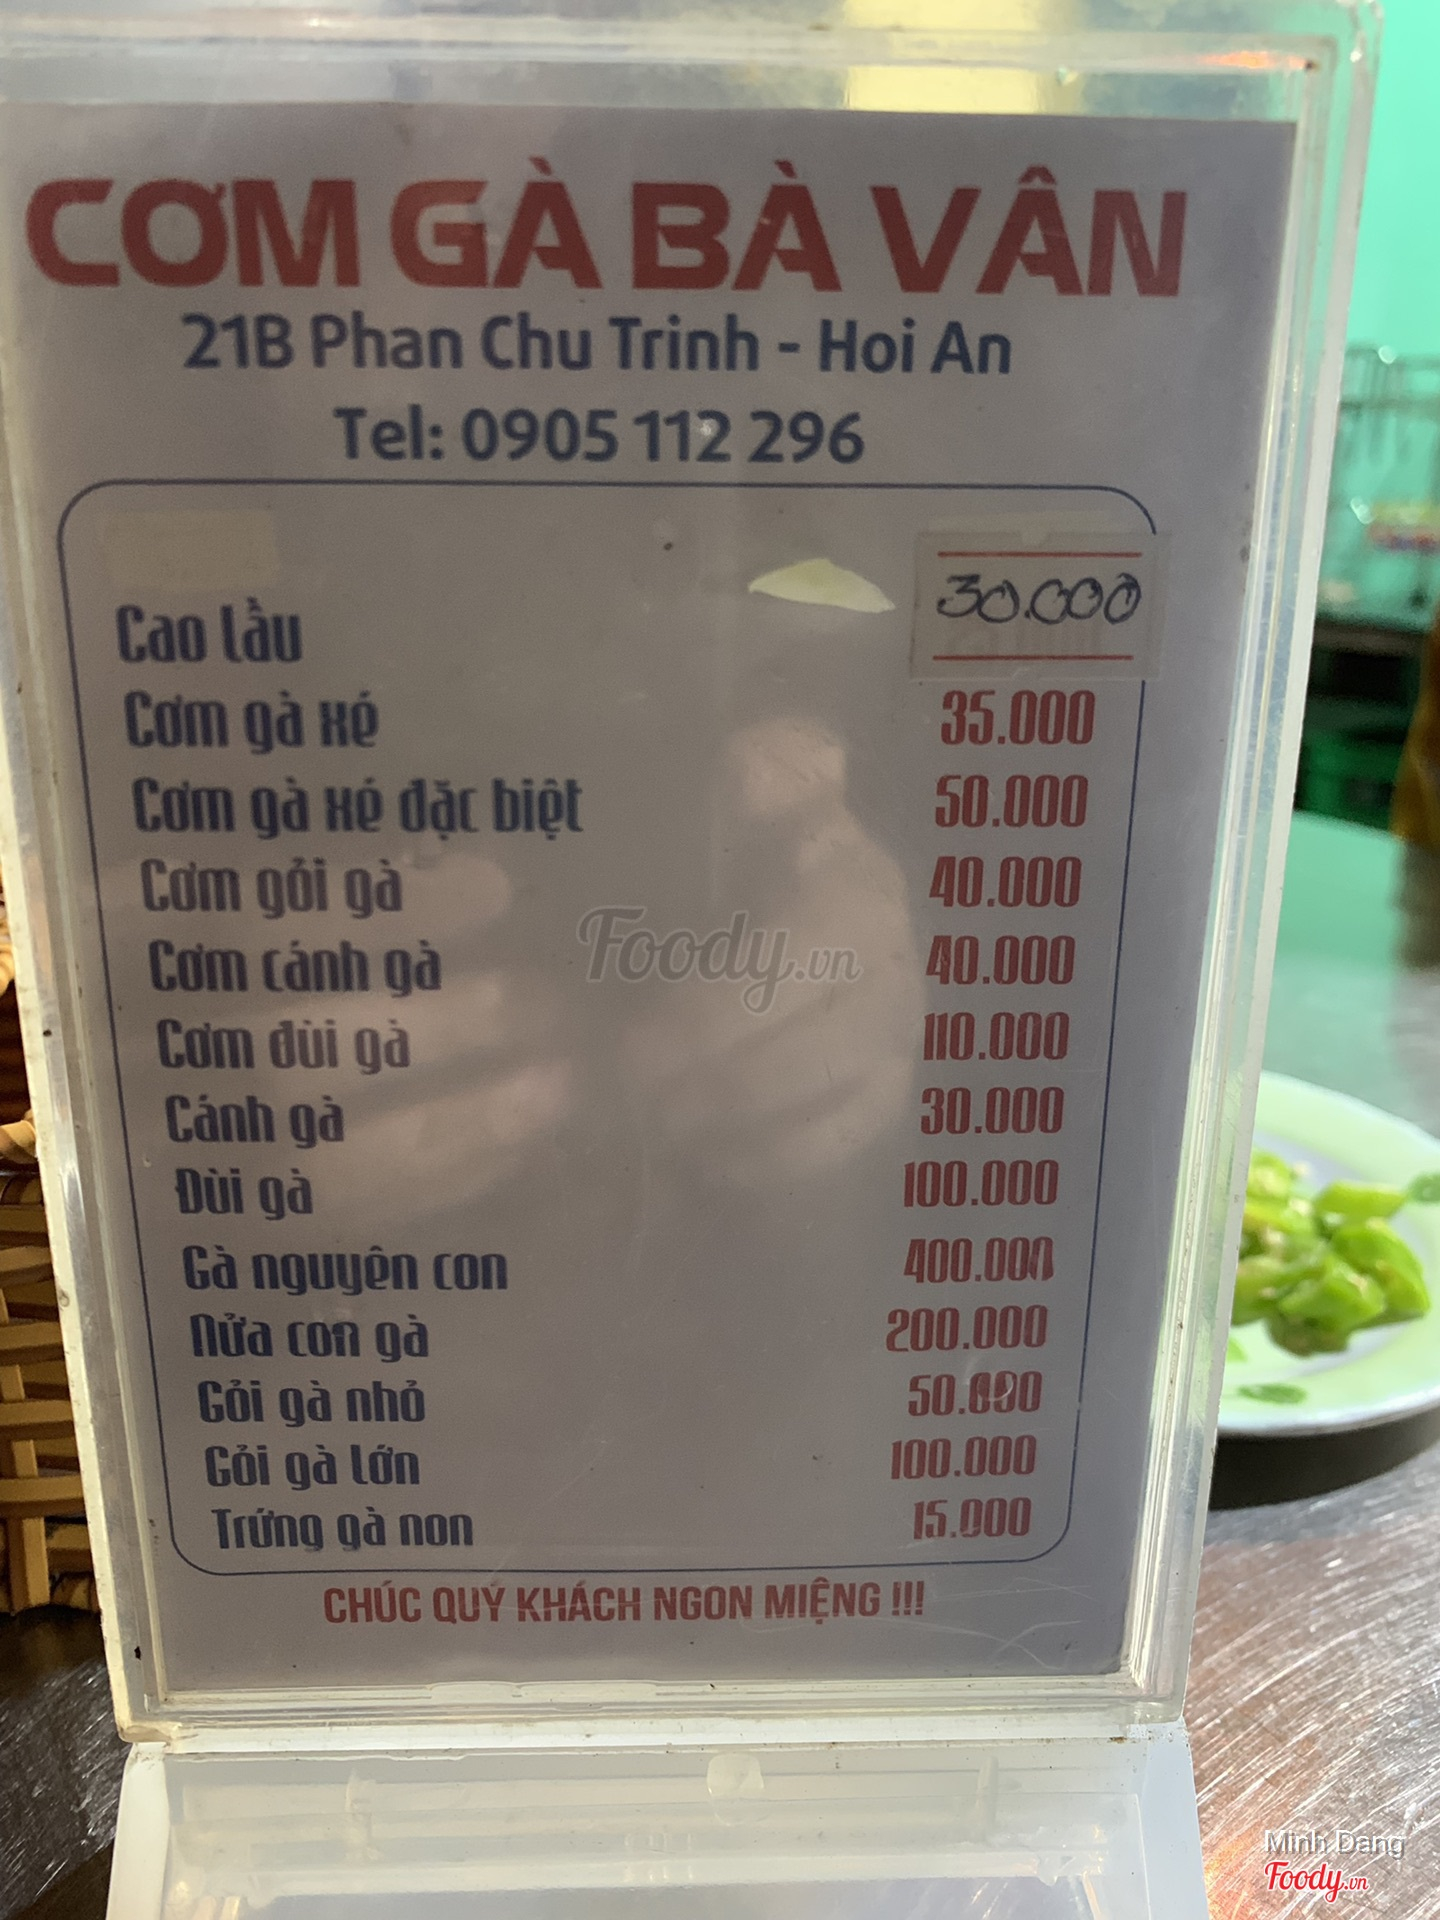 CƠM GÀ BÀ VÂN
21B Phan Chu Trinh - Hoi An
Tel: 0905 112 296
Cao lầu 30.000
Cơm gà xé 35.000
Cơm gà xé đặc biệt 50.000
Cơm gỏi gà 40.000
Cơm cánh gà 40.000
Cơm đùi gà 110.000
Cánh gà 30.000
Đùi gà 100.000
Gà nguyên con 400.000
Nửa con gà 200.000
Gỏi gà nhỏ 50.000
Gỏi gà lớn 100.000
Trứng gà non 15.000
CHÚC QUÝ KHÁCH NGON MIỆNG !!!
Foody.vn
Minh Dang
Foody.vn